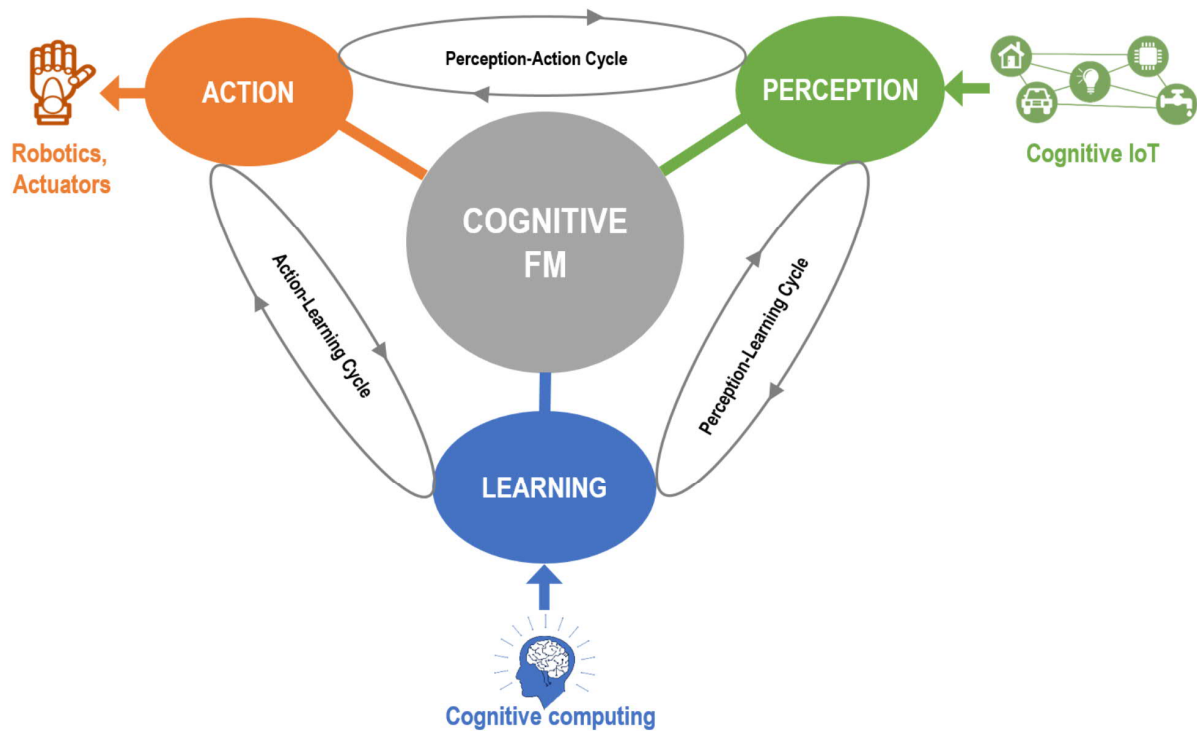 Perception-Action Cycle
ACTION
PERCEPTION
Robotics,
Actuators
Cognitive IoT
COGNITIVE
FM
Action-Learning Cycle
Perception-Learning Cycle
LEARNING
Cognitive computing